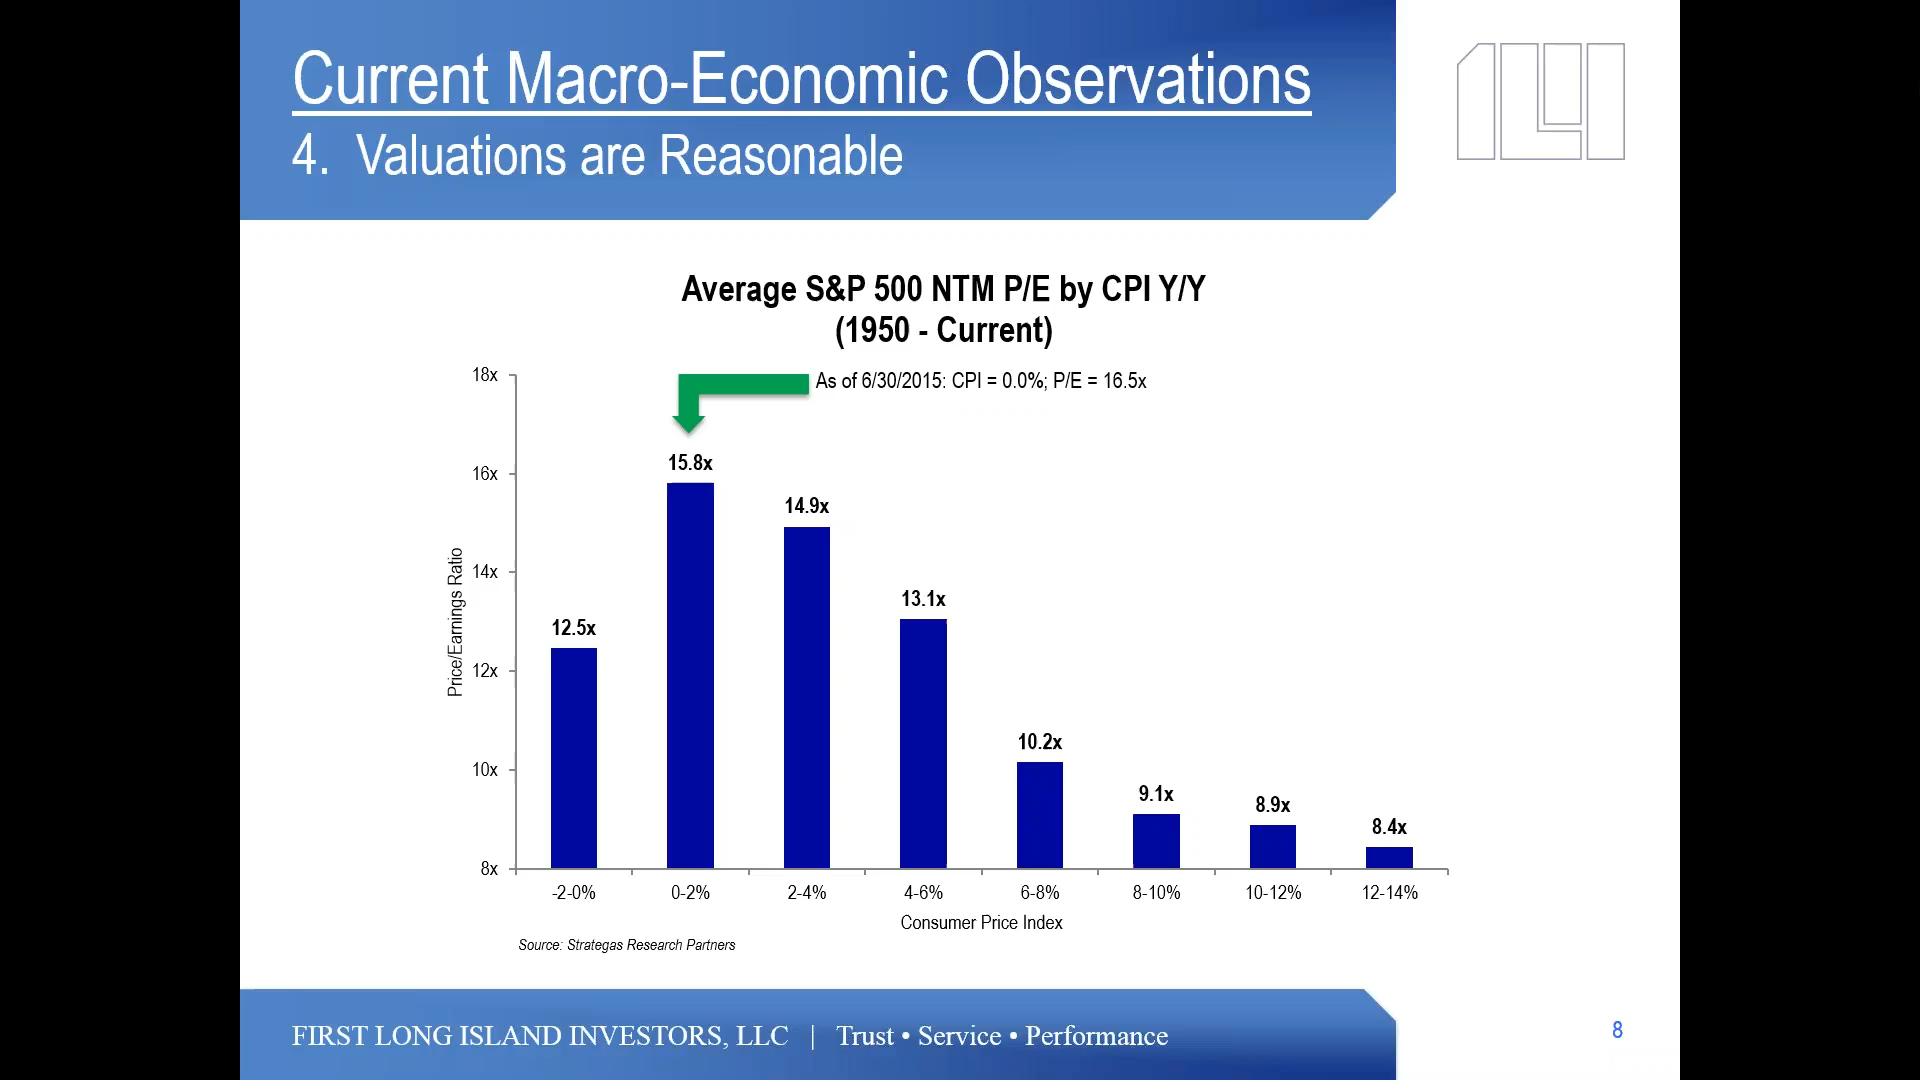 Current Macro-Economic Observations
4. Valuations are Reasonable
Average S&P 500 NTM P/E by CPI Y/Y
(1950 - Current)
As of 6/30/2015: CPI = 0.0%; P/E = 16.5x
18x
16x
14x
12x
10x
8x
Price/Earnings Ratio
12.5x
15.8x
14.9x
13.1x
10.2x
9.1x
8.9x
8.4x
-2-0%
0-2%
2-4%
4-6%
6-8%
8-10%
10-12%
12-14%
Consumer Price Index
Source: Strategas Research Partners
FIRST LONG ISLAND INVESTORS, LLC | Trust • Service • Performance
8